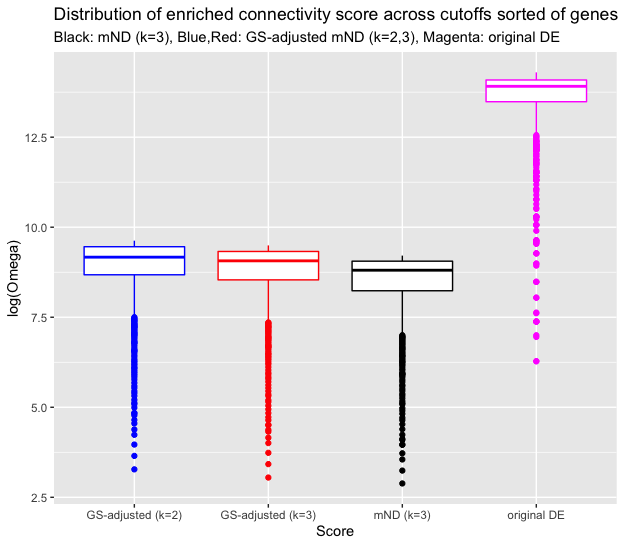 Distribution of enriched connectivity score across cutoffs sorted of genes
Black: mND (k=3), Blue,Red: GS-adjusted mND (k=2,3), Magenta: original DE
log(Omega)
12.5
10.0
7.5
5.0
2.5
GS-adjusted (k=2)
GS-adjusted (k=3)
mND (k=3)
original DE
Score